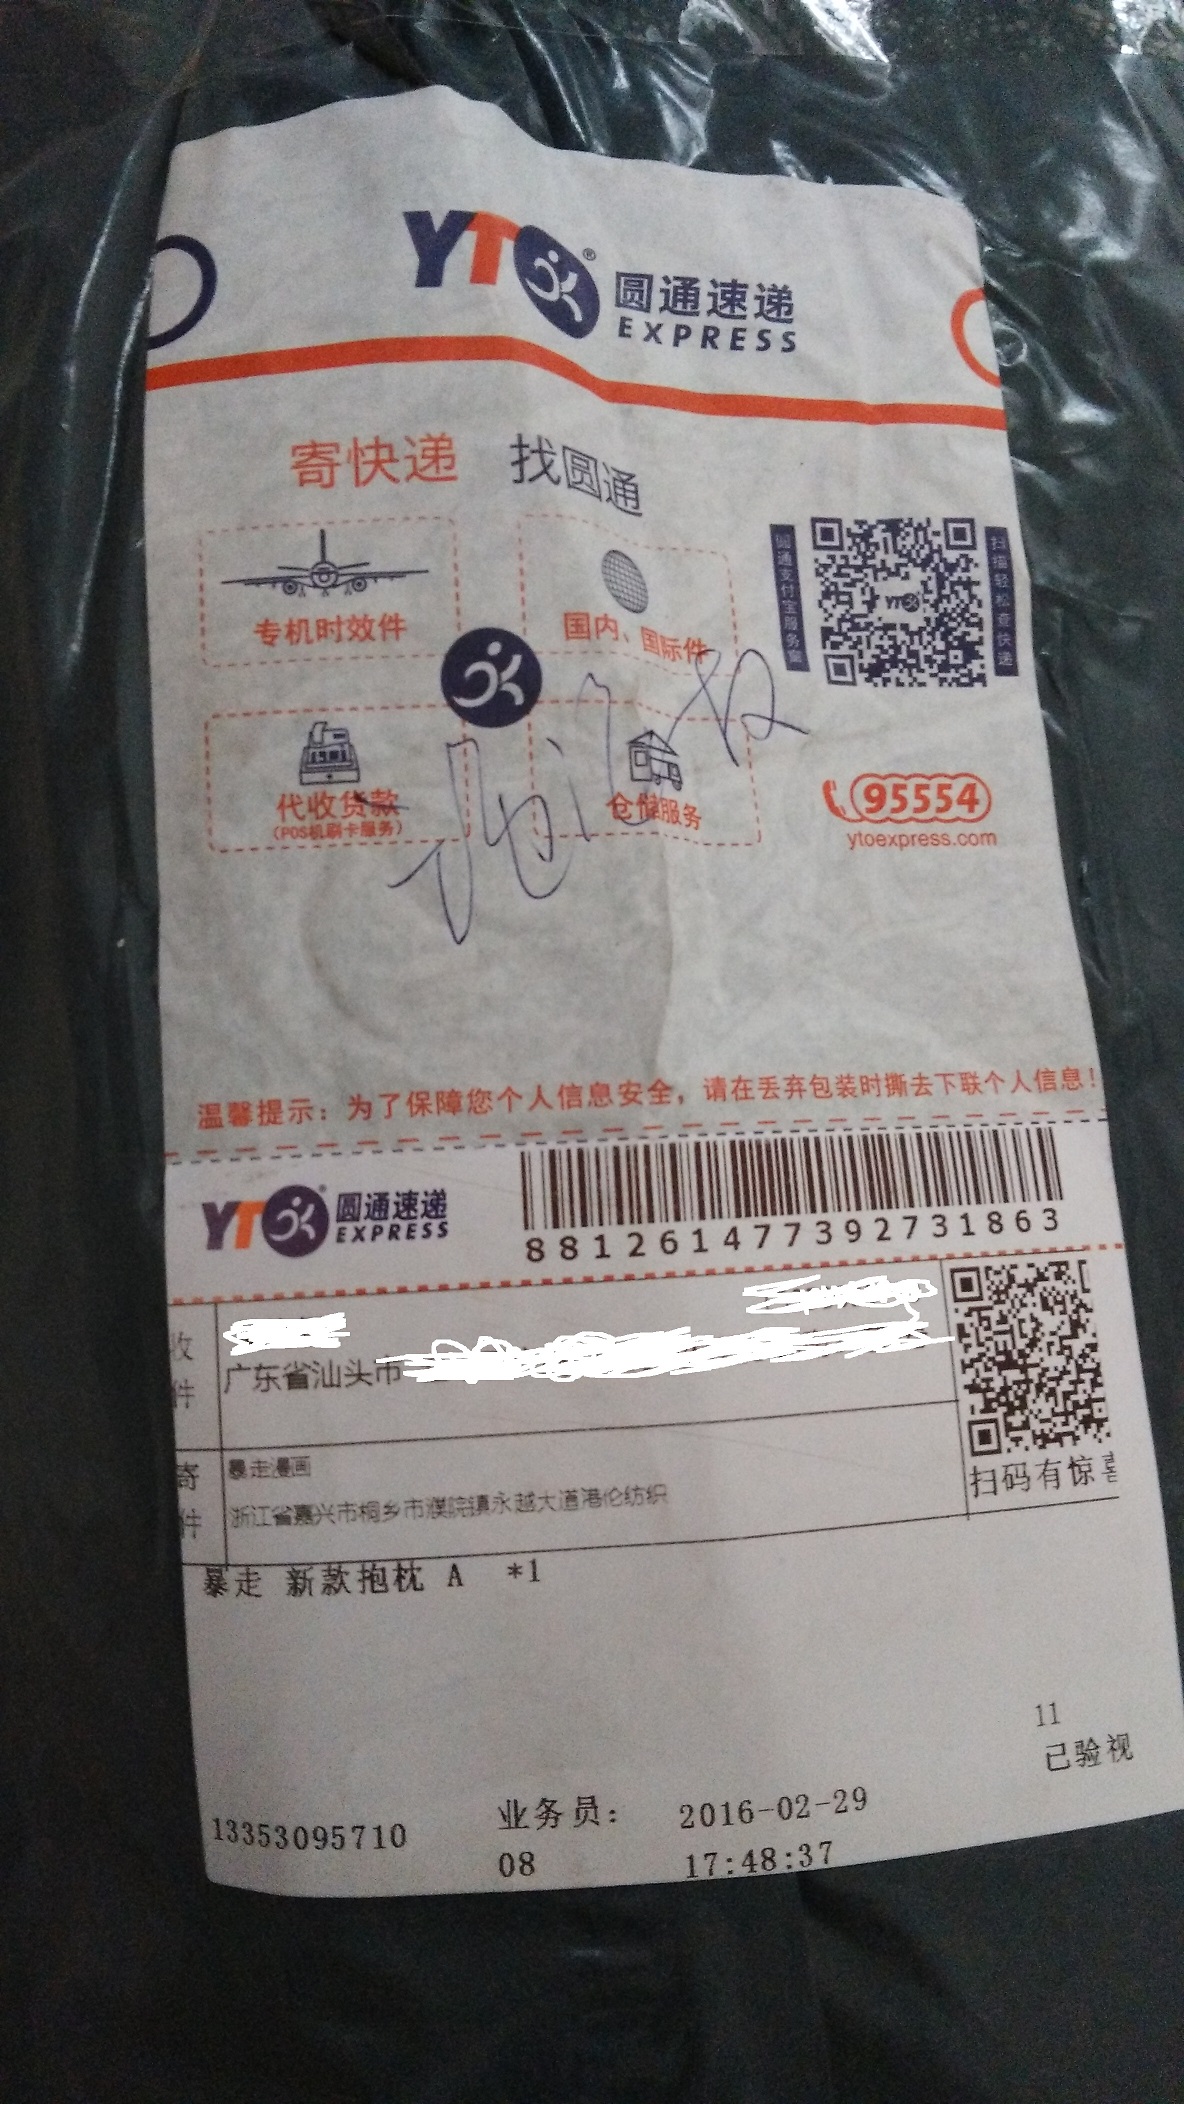 YTO® 圆通速递
EXPRESS
寄快递 找圆通
专机时效件
国内、国际件
圆通支付宝服务窗
YTO
扫描轻松查快递
代收货款
(POS机刷卡服务)
仓储服务
95554
ytoexpress.com
温馨提示：为了保障您个人信息安全，请在丢弃包装时撕去下联个人信息！
YTO® 圆通速递
EXPRESS
881261477392731863
收件
广东省汕头市
寄件
暴走漫画
浙江省嘉兴市桐乡市濮院镇永越大道港伦纺织
扫码有惊喜
暴走 新款抱枕 A *1
11
已验视
13353095710
业务员：
08
2016-02-29
17:48:37